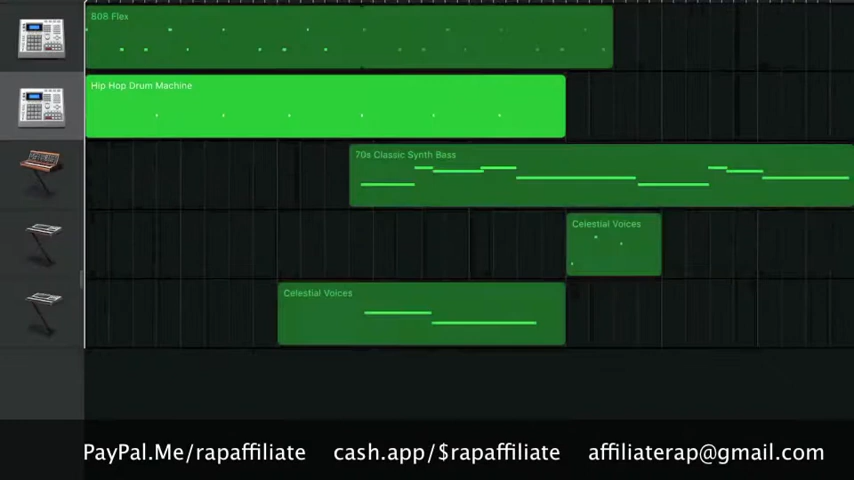 808 Flex
Hip Hop Drum Machine
70s Classic Synth Bass
Celestial Voices
Celestial Voices
PayPal.Me/rapaffiliate cash.app/$rapaffiliate affiliaterap@gmail.com